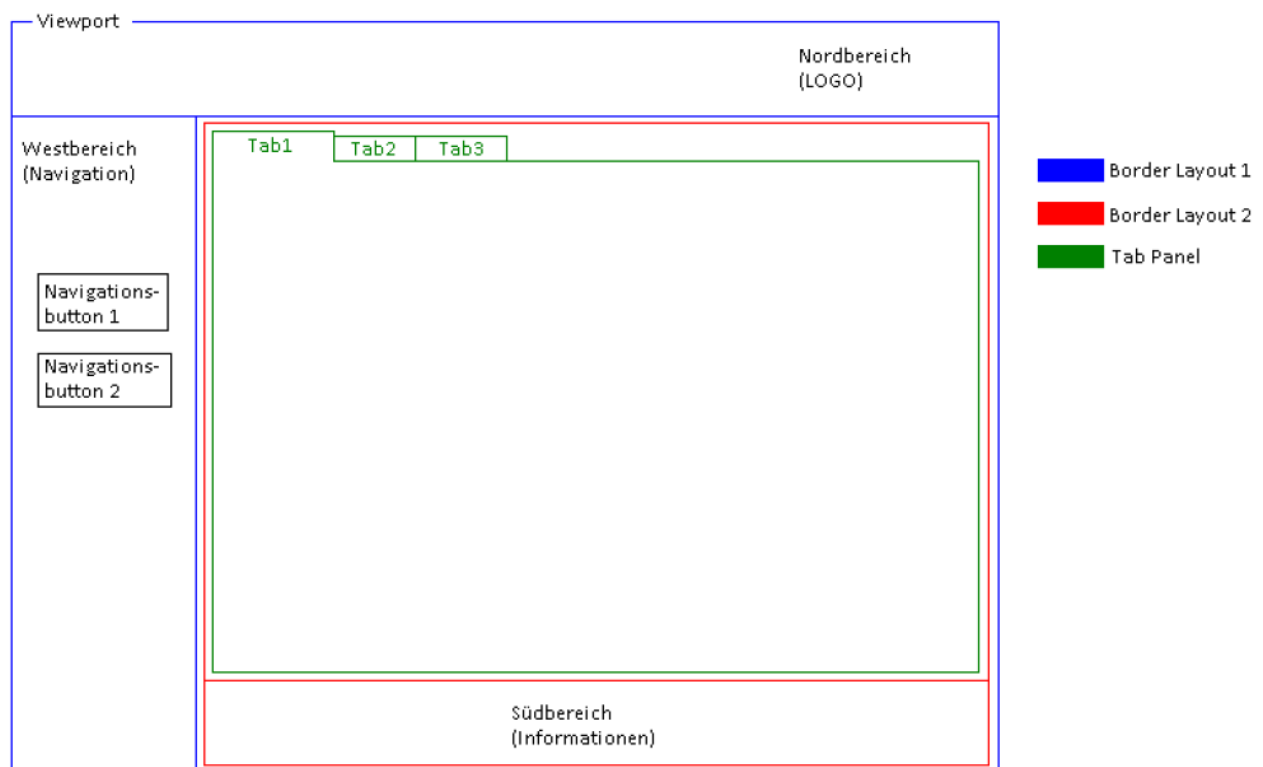 Viewport
Nordbereich
(LOGO)
Westbereich
(Navigation)
Tab1
Tab2
Tab3
Border Layout 1
Border Layout 2
Tab Panel
Navigations-
button 1
Navigations-
button 2
Südbereich
(Informationen)